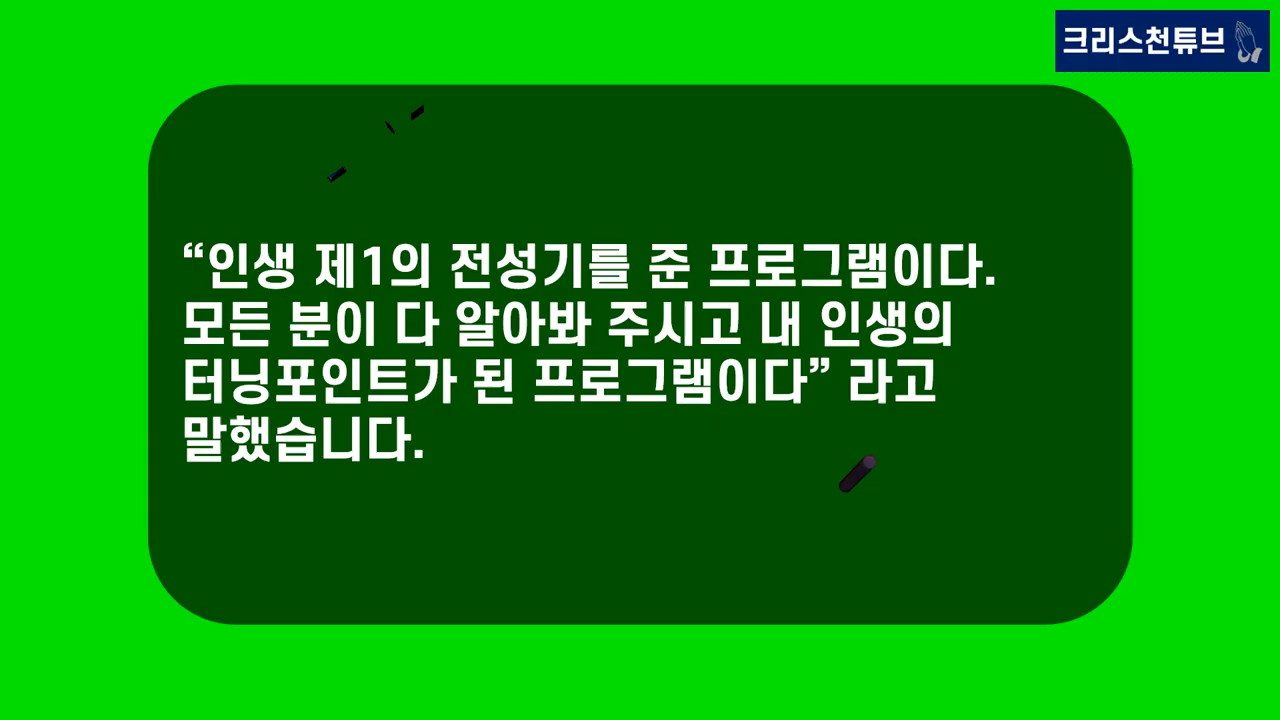 크리스천튜브
“인생 제1의 전성기를 준 프로그램이다.
모든 분이 다 알아봐 주시고 내 인생의
터닝포인트가 된 프로그램이다” 라고
말했습니다.